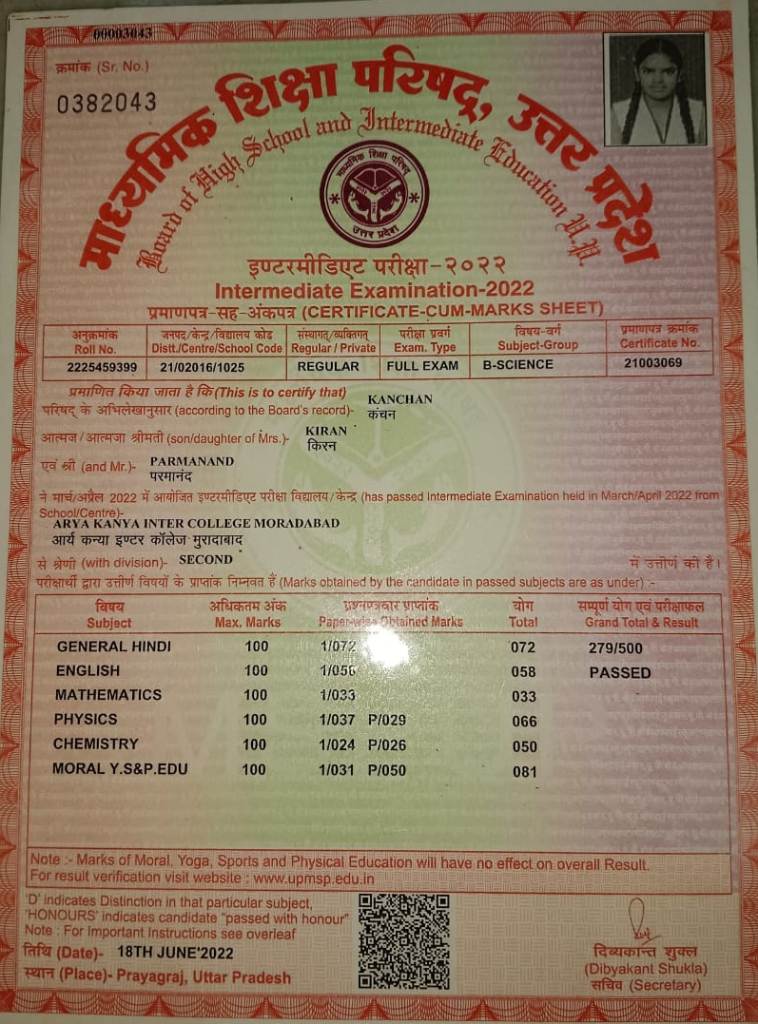 00003043
क्रमांक (Sr. No.)
0382043
माध्यमिक शिक्षा परिषद्, उत्तर प्रदेश
Board of High School and Intermediate Education U.P.
माध्यमिक शिक्षा परिषद्
उत्तर प्रदेश
इण्टरमीडिएट परीक्षा-२०२२
Intermediate Examination-2022
प्रमाणपत्र-सह-अंकपत्र (CERTIFICATE-CUM-MARKS SHEET)
अनुक्रमांक जनपद/केन्द्र/विद्यालय कोड संस्थागत/व्यक्तिगत परीक्षा प्रवर्ग विषय-वर्ग प्रमाणपत्र क्रमांक
Roll No. Distt./Centre/School Code Regular / Private Exam. Type Subject-Group Certificate No.
2225459399 21/02016/1025 REGULAR FULL EXAM B-SCIENCE 21003069
प्रमाणित किया जाता है कि (This is to certify that)
परिषद् के अभिलेखानुसार (according to the Board's record)- KANCHAN
कंचन
आत्मज/आत्मजा श्रीमती (son/daughter of Mrs.)- KIRAN
किरन
एवं श्री (and Mr.)- PARMANAND
परमानंद
ने मार्च/अप्रैल 2022 में आयोजित इण्टरमीडिएट परीक्षा विद्यालय/केन्द्र (has passed Intermediate Examination held in March/April 2022 from
School/Centre)-
ARYA KANYA INTER COLLEGE MORADABAD
आर्य कन्या इण्टर कॉलेज मुरादाबाद
से श्रेणी (with division)- SECOND में उत्तीर्ण की है।
परीक्षार्थी द्वारा उत्तीर्ण विषयों के प्राप्तांक निम्नवत हैं (Marks obtained by the candidate in passed subjects are as under) :-
विषय अधिकतम अंक प्रश्नपत्रवार प्राप्तांक योग सम्पूर्ण योग एवं परीक्षाफल
Subject Max. Marks Paper-wise Obtained Marks Total Grand Total & Result
GENERAL HINDI 100 1/072 072 279/500
ENGLISH 100 1/058 058 PASSED
MATHEMATICS 100 1/033 033
PHYSICS 100 1/037 P/029 066
CHEMISTRY 100 1/024 P/026 050
MORAL Y.S&P.EDU 100 1/031 P/050 081
Note :- Marks of Moral, Yoga, Sports and Physical Education will have no effect on overall Result.
For result verification visit website : www.upmsp.edu.in
'D' indicates Distinction in that particular subject,
'HONOURS' indicates candidate "passed with honour"
Note : For Important Instructions see overleaf
तिथि (Date)- 18TH JUNE'2022
स्थान (Place)- Prayagraj, Uttar Pradesh
दिव्यकान्त शुक्ल
(Dibyakant Shukla)
सचिव (Secretary)